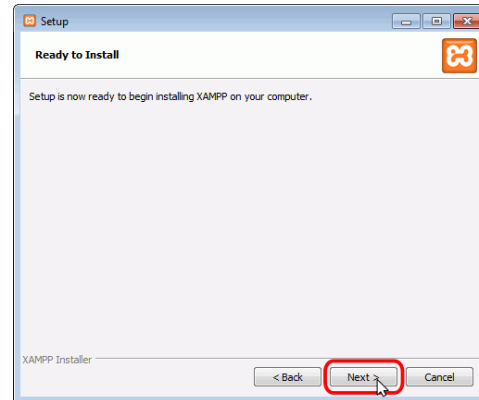 Setup
Ready to Install
Setup is now ready to begin installing XAMPP on your computer.
XAMPP Installer
< Back
Next >
Cancel